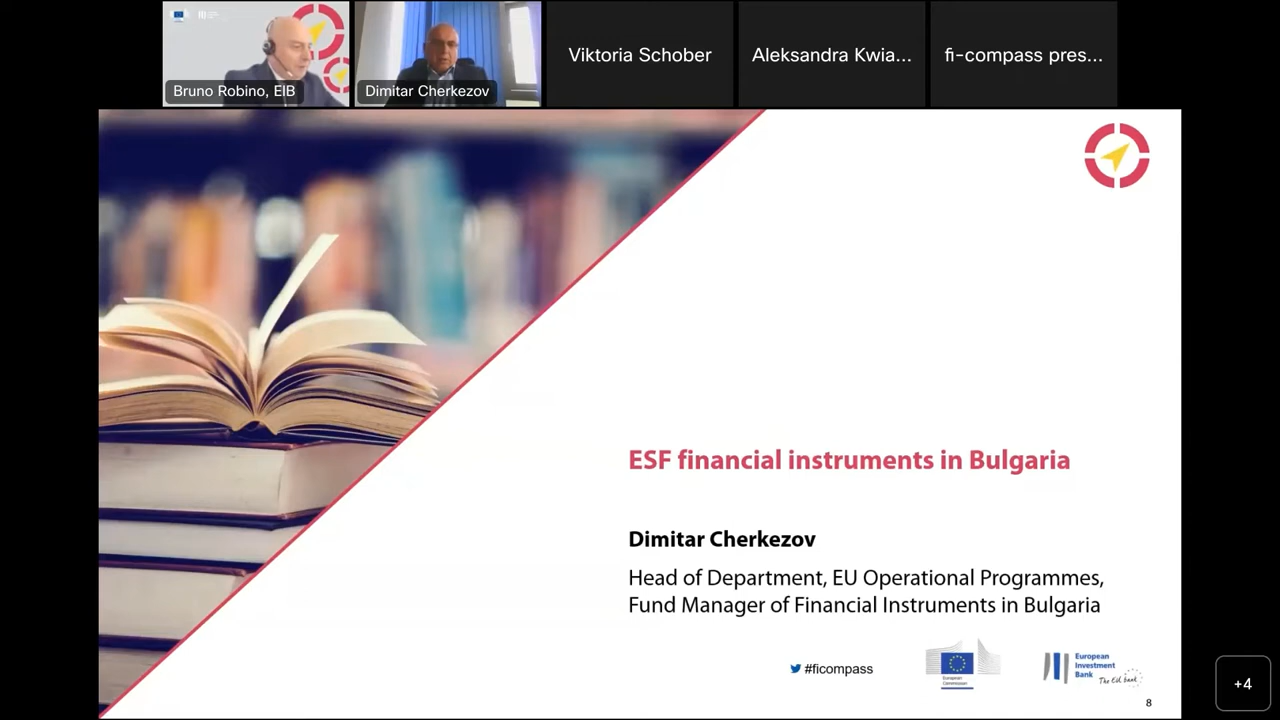 Bruno Robino, EIB
Dimitar Cherkezov
Viktoria Schober
Aleksandra Kwia...
fi-compass pres...
ESF financial instruments in Bulgaria
Dimitar Cherkezov
Head of Department, EU Operational Programmes,
Fund Manager of Financial Instruments in Bulgaria
#ficompass
European
Commission
European
Investment
Bank
The EU bank
8
+4